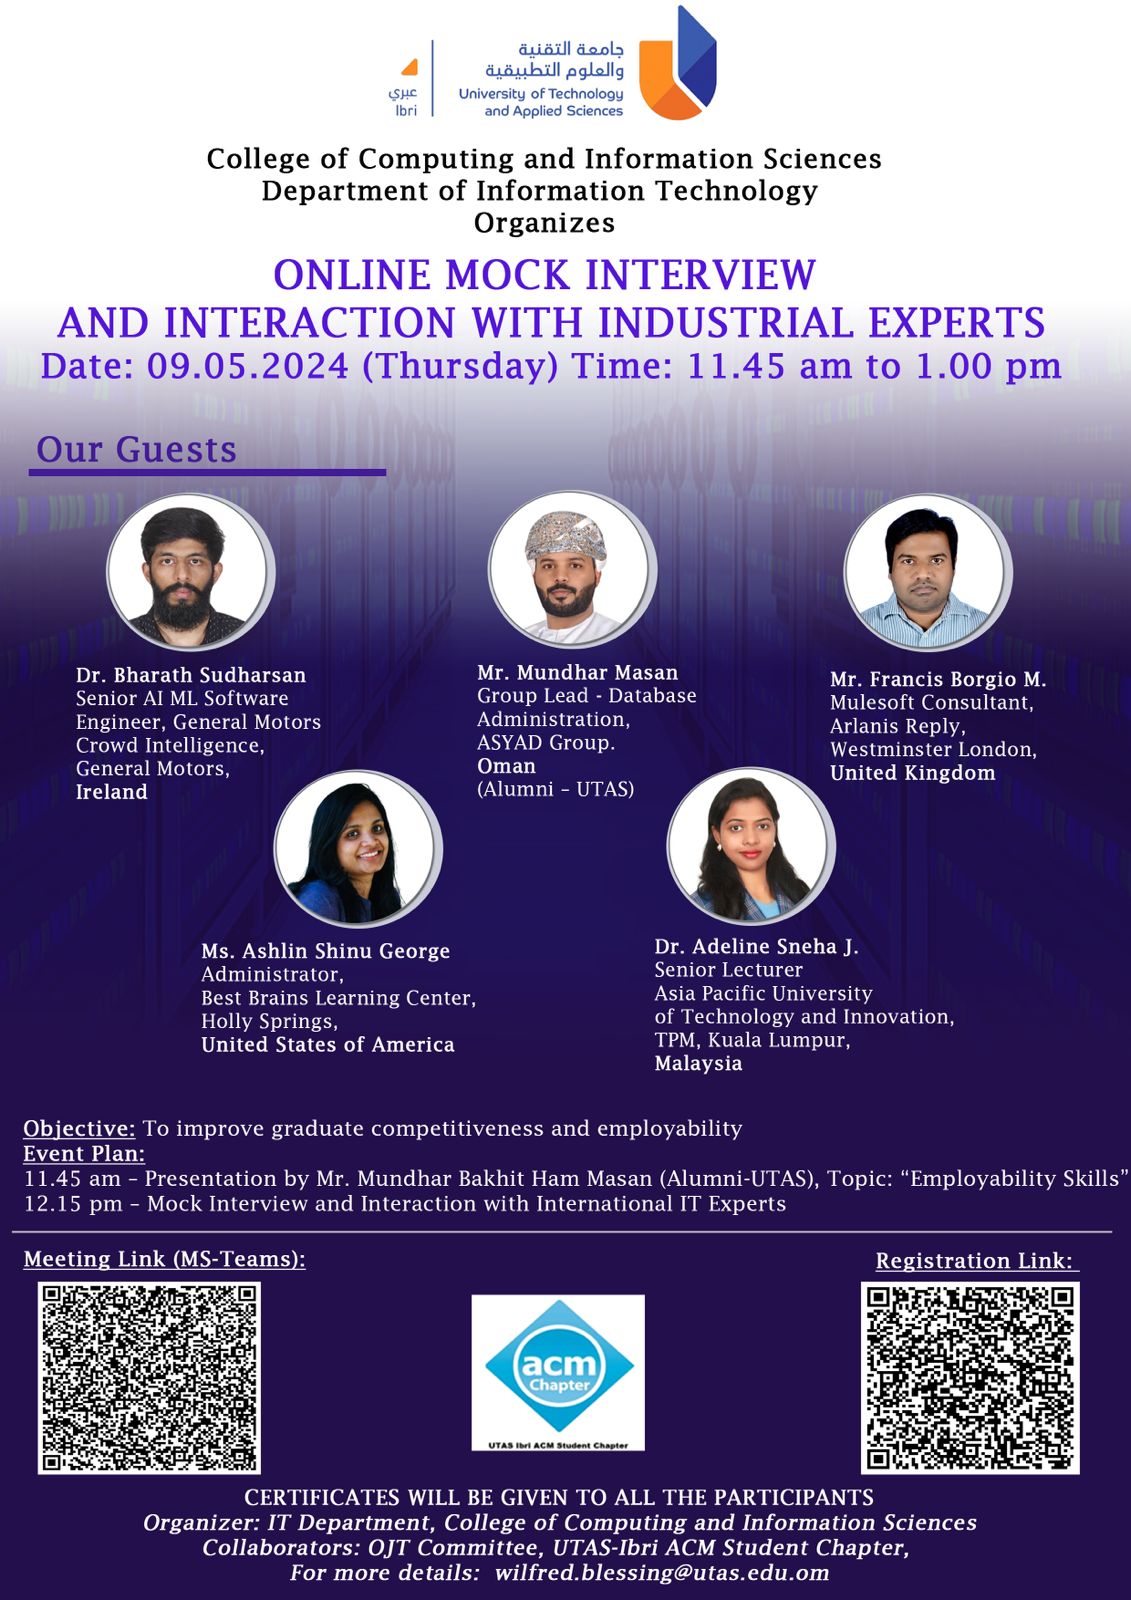 جامعة التقنية
والعلوم التطبيقية
University of Technology
and Applied Sciences
عبري
Ibri
College of Computing and Information Sciences
Department of Information Technology
Organizes
ONLINE MOCK INTERVIEW
AND INTERACTION WITH INDUSTRIAL EXPERTS
Date: 09.05.2024 (Thursday) Time: 11.45 am to 1.00 pm
Our Guests
Dr. Bharath Sudharsan
Senior AI ML Software
Engineer, General Motors
Crowd Intelligence,
General Motors,
Ireland
Mr. Mundhar Masan
Group Lead - Database
Administration,
ASYAD Group.
Oman
(Alumni – UTAS)
Mr. Francis Borgio M.
Mulesoft Consultant,
Arlanis Reply,
Westminster London,
United Kingdom
Ms. Ashlin Shinu George
Administrator,
Best Brains Learning Center,
Holly Springs,
United States of America
Dr. Adeline Sneha J.
Senior Lecturer
Asia Pacific University
of Technology and Innovation,
TPM, Kuala Lumpur,
Malaysia
Objective: To improve graduate competitiveness and employability
Event Plan:
11.45 am – Presentation by Mr. Mundhar Bakhit Ham Masan (Alumni-UTAS), Topic: “Employability Skills”
12.15 pm – Mock Interview and Interaction with International IT Experts
Meeting Link (MS-Teams):
Registration Link:
acm
Chapter
UTAS Ibri ACM Student Chapter
CERTIFICATES WILL BE GIVEN TO ALL THE PARTICIPANTS
Organizer: IT Department, College of Computing and Information Sciences
Collaborators: OJT Committee, UTAS-Ibri ACM Student Chapter,
For more details: wilfred.blessing@utas.edu.om